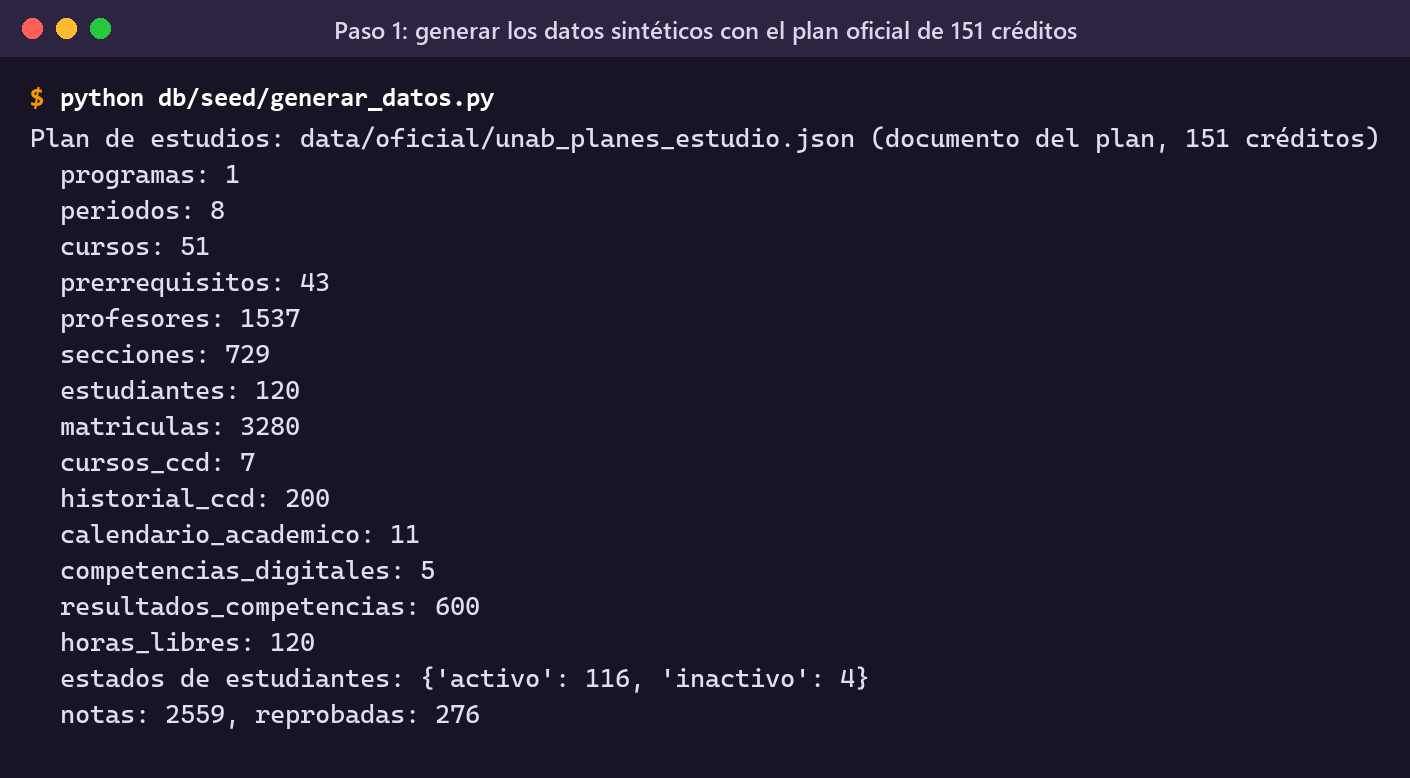 Paso 1: generar los datos sintéticos con el plan oficial de 151 créditos
$ python db/seed/generar_datos.py
Plan de estudios: data/oficial/unab_planes_estudio.json (documento del plan, 151 créditos)
programas: 1
periodos: 8
cursos: 51
prerrequisitos: 43
profesores: 1537
secciones: 729
estudiantes: 120
matriculas: 3280
cursos_ccd: 7
historial_ccd: 200
calendario_academico: 11
competencias_digitales: 5
resultados_competencias: 600
horas_libres: 120
estados de estudiantes: {'activo': 116, 'inactivo': 4}
notas: 2559, reprobadas: 276